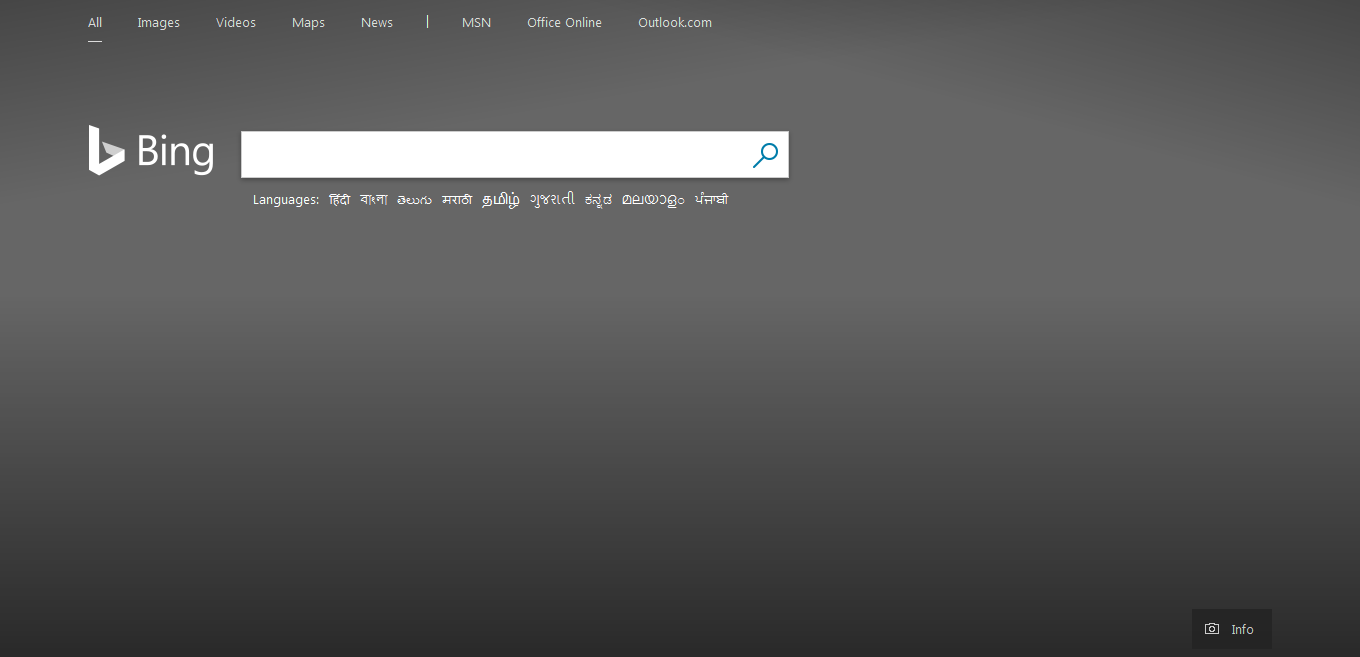 All Images Videos Maps News | MSN Office Online Outlook.com
Bing
Languages: हिंदी বাংলা తెలుగు मराठी தமிழ் ગુજરાતી ಕನ್ನಡ മലയാളം ਪੰਜਾਬੀ
Info